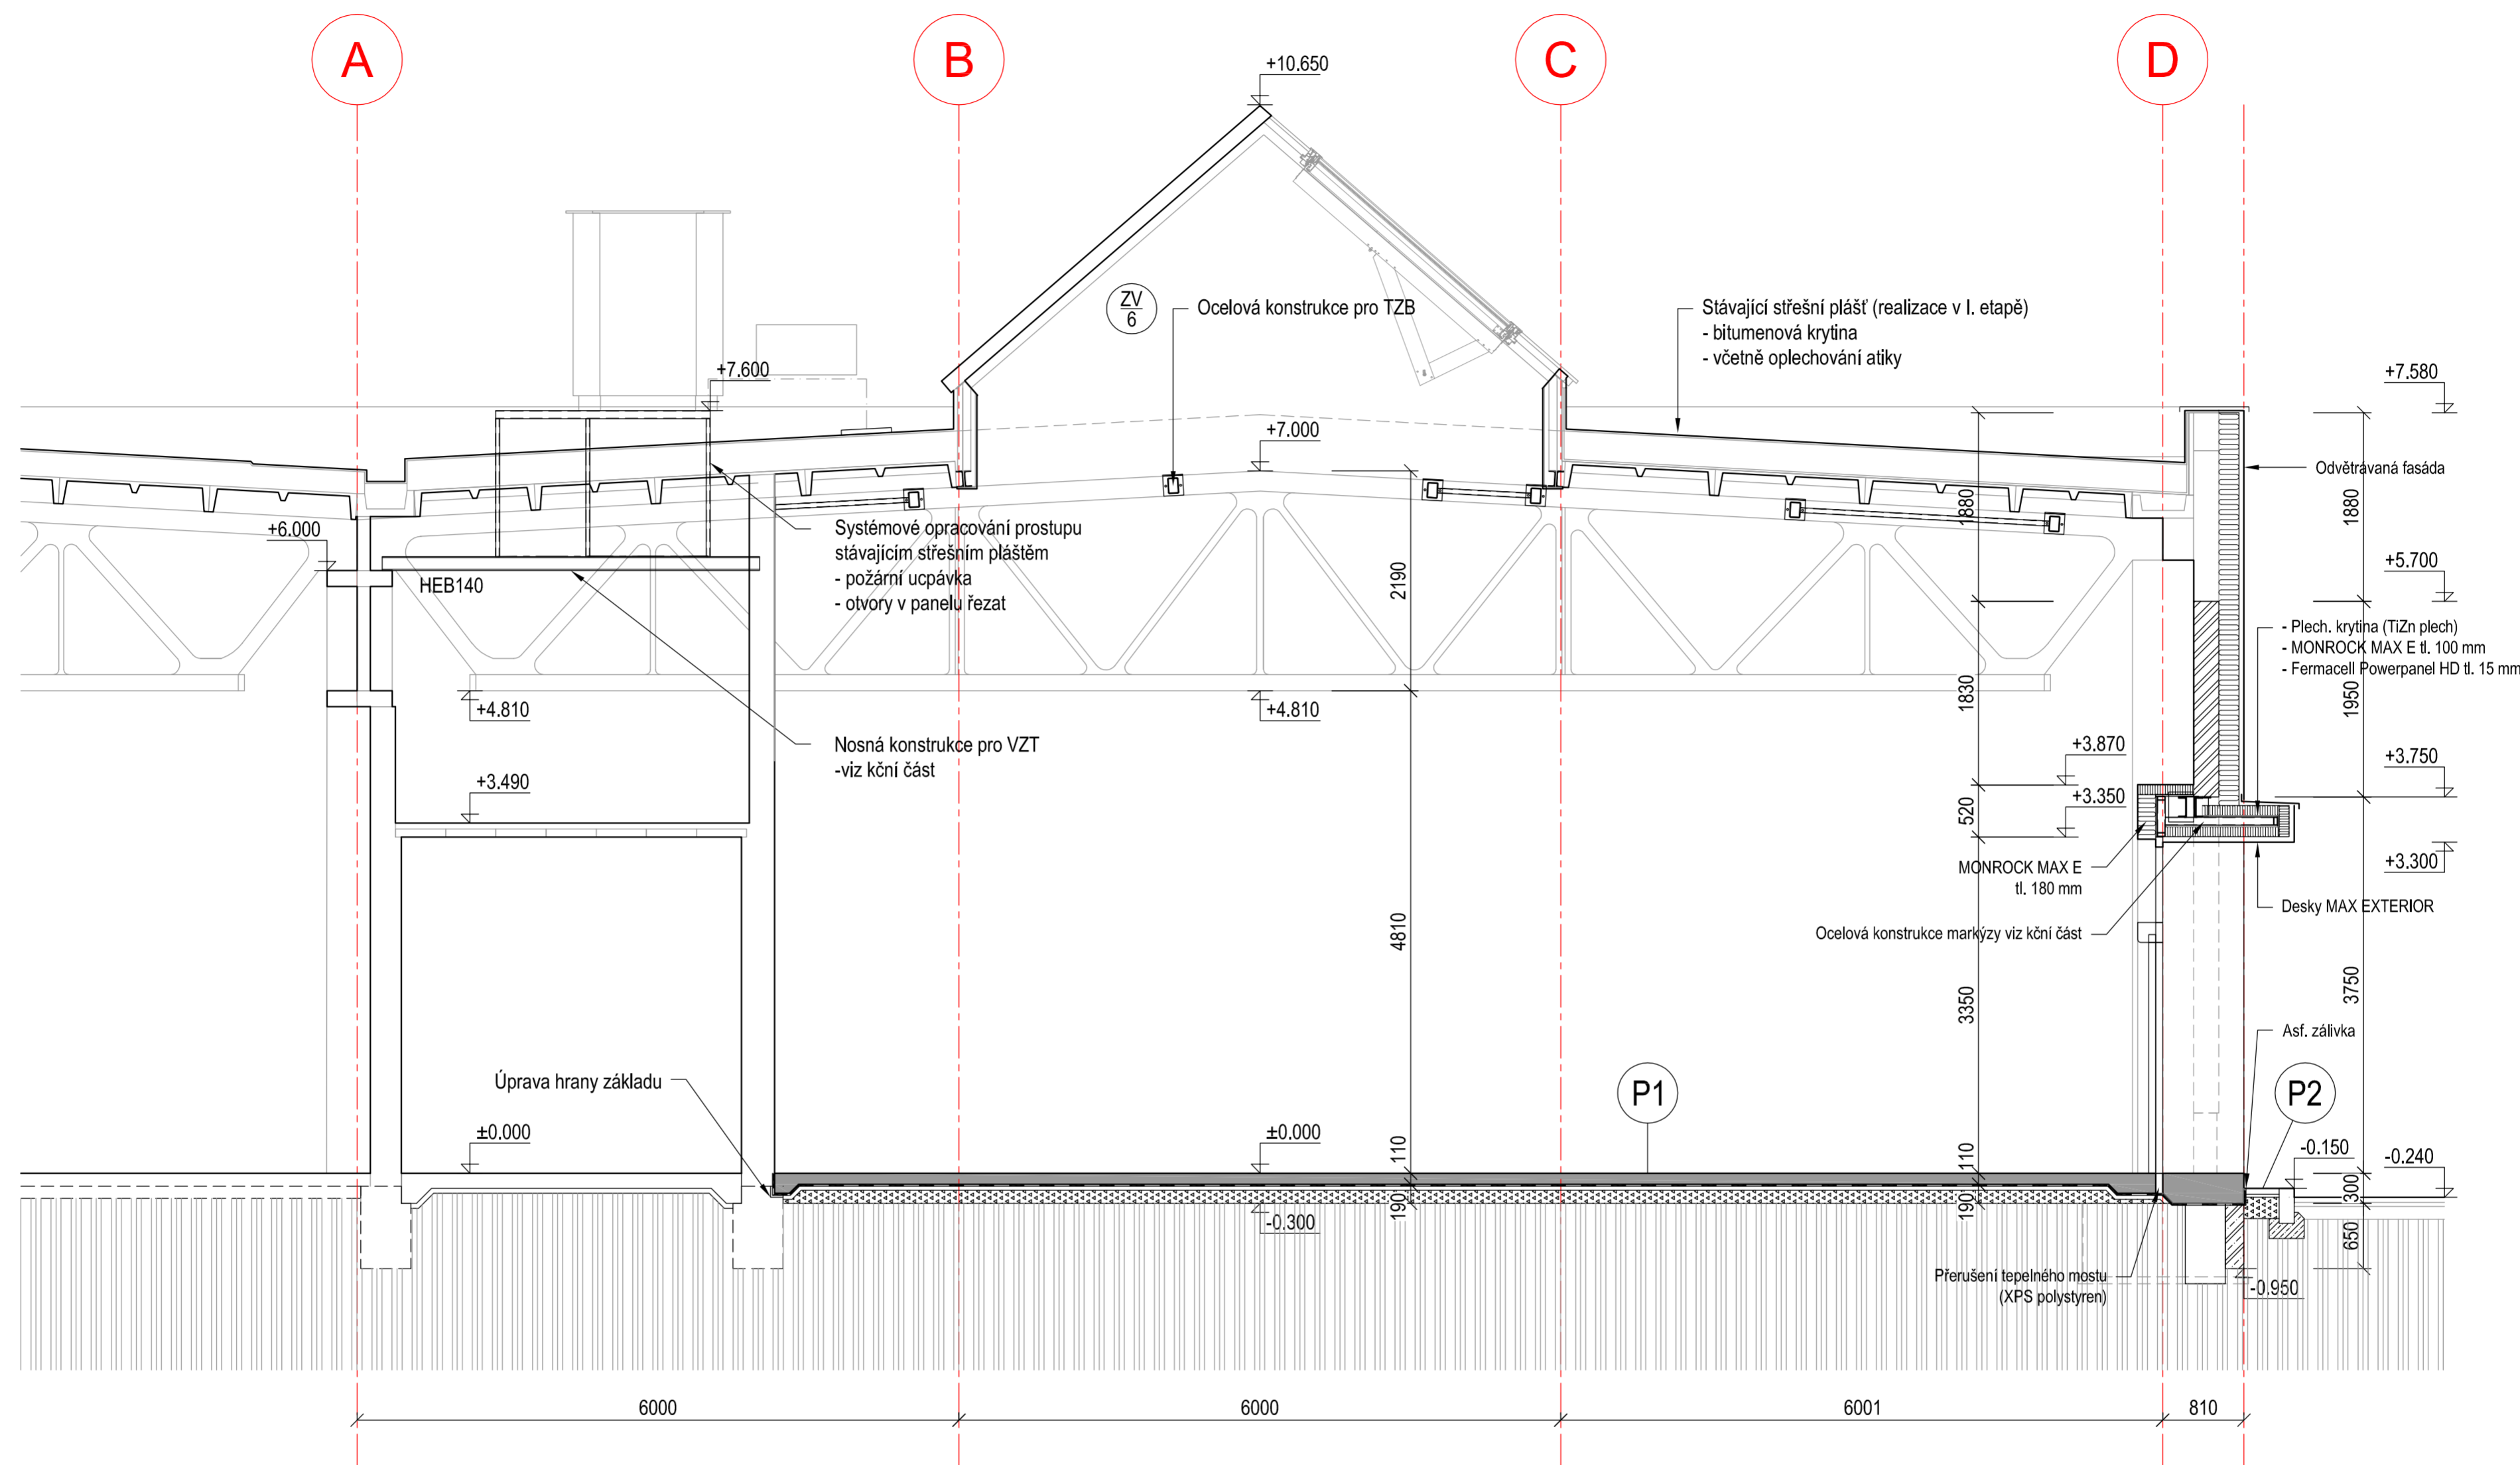 A
B
C
D
+10.650
ZV
6
Ocelová konstrukce pro TZB
Stávající střešní plášť (realizace v I. etapě)
- bitumenová krytina
- včetně oplechování atiky
+7.600
+7.580
+7.000
Odvětrávaná fasáda
1880
1880
+6.000
HEB140
Systémové opracování prostupu
stávajícím střešním pláštěm
- požární ucpávka
- otvory v panelu řezat
2190
+5.700
- Plech. krytina (TiZn plech)
- MONROCK MAX E tl. 100 mm
- Fermacell Powerpanel HD tl. 15 mm
1830
1950
+4.810
+4.810
Nosná konstrukce pro VZT
-viz kční část
+3.870
+3.750
+3.490
+3.350
520
+3.300
MONROCK MAX E
tl. 180 mm
Desky MAX EXTERIOR
Ocelová konstrukce markýzy viz kční část
4810
3350
3750
Asf. zálivka
Úprava hrany základu
P1
P2
±0.000
±0.000
110
110
-0.150
-0.240
190
190
300
-0.300
650
Přerušení tepelného mostu
(XPS polystyren)
-0.950
6000
6000
6001
810